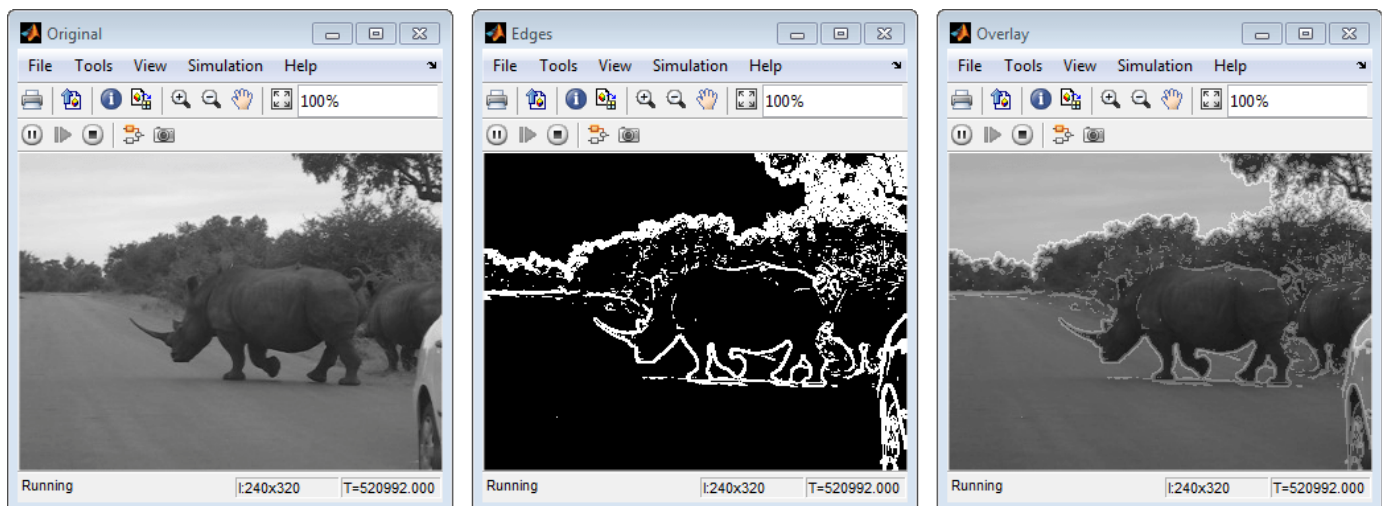 Original
File Tools View Simulation Help
100%
Running I:240x320 T=520992.000
Edges
File Tools View Simulation Help
100%
Running I:240x320 T=520992.000
Overlay
File Tools View Simulation Help
100%
Running I:240x320 T=520992.000